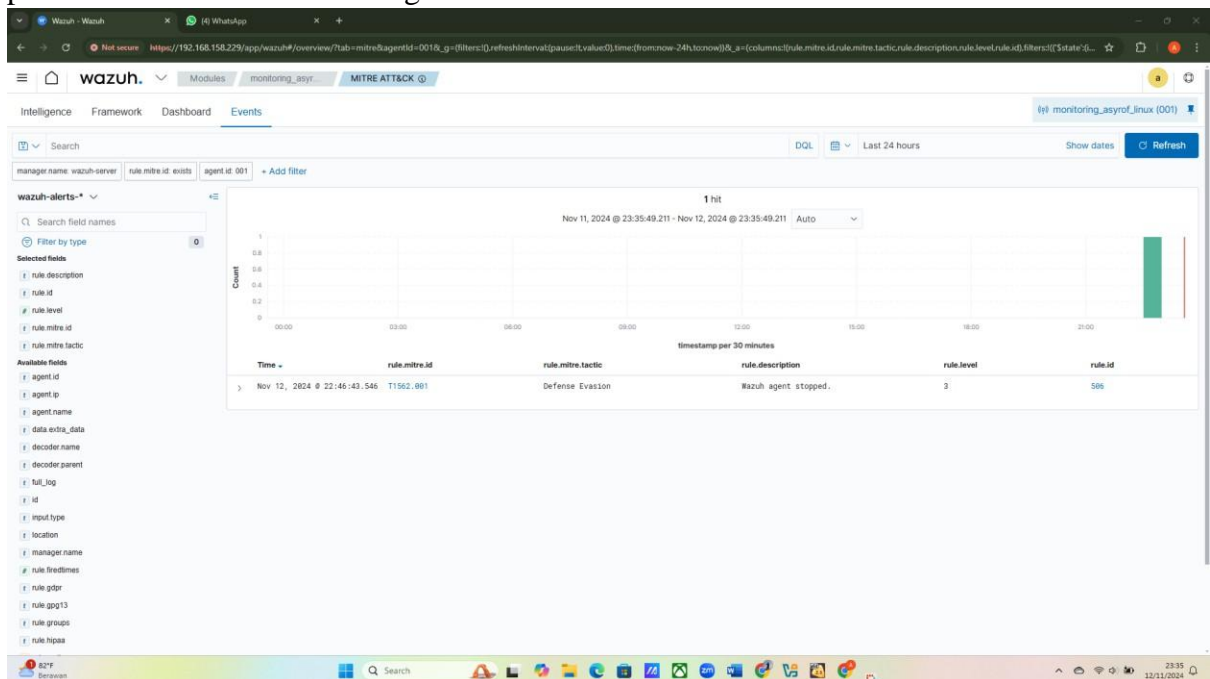 Wazuh - Wazuh
(4) WhatsApp
Not secure https://192.168.158.229/app/wazuh#/overview/?tab=mitre&agentId=001&_g=(filters:!(),refreshInterval:(pause:!t,value:0),time:(from:now-24h,to:now))&_a=(columns:!(rule.mitre.id,rule.mitre.tactic,rule.description,rule.level,rule.id),filters:!(('$state':(i...
wazuh. Modules monitoring_asyr... MITRE ATT&CK a
Intelligence Framework Dashboard Events monitoring_asyrof_linux (001)
Search DQL Last 24 hours Show dates Refresh
manager.name: wazuh-server rule.mitre.id: exists agent.id: 001 + Add filter
wazuh-alerts-*
Search field names
Filter by type 0
Selected fields
t rule.description
t rule.id
# rule.level
t rule.mitre.id
t rule.mitre.tactic
Available fields
t agent.id
t agent.ip
t agent.name
t data.extra_data
t decoder.name
t decoder.parent
t full_log
t id
t input.type
t location
t manager.name
# rule.firedtimes
t rule.gdpr
t rule.gpg13
t rule.groups
t rule.hipaa
1 hit
Nov 11, 2024 @ 23:35:49.211 - Nov 12, 2024 @ 23:35:49.211 Auto
Count
1
0.8
0.6
0.4
0.2
0
00:00 03:00 06:00 09:00 12:00 15:00 18:00 21:00
timestamp per 30 minutes
Time rule.mitre.id rule.mitre.tactic rule.description rule.level rule.id
Nov 12, 2024 @ 22:46:43.546 T1562.001 Defense Evasion Wazuh agent stopped. 3 506
1
82°F
Berawan
Search
23:35
12/11/2024